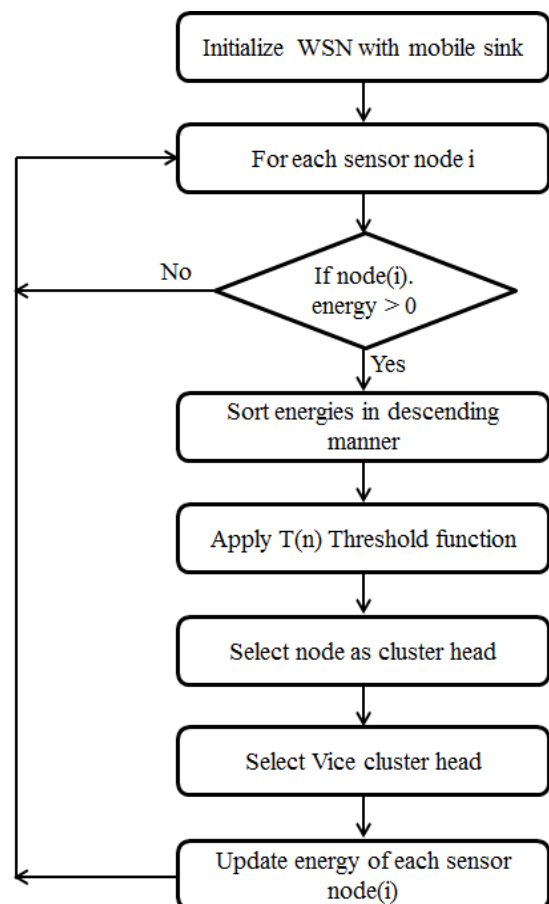 Initialize WSN with mobile sink
For each sensor node i
No
If node(i).
energy > 0
Yes
Sort energies in descending
manner
Apply T(n) Threshold function
Select node as cluster head
Select Vice cluster head
Update energy of each sensor
node(i)